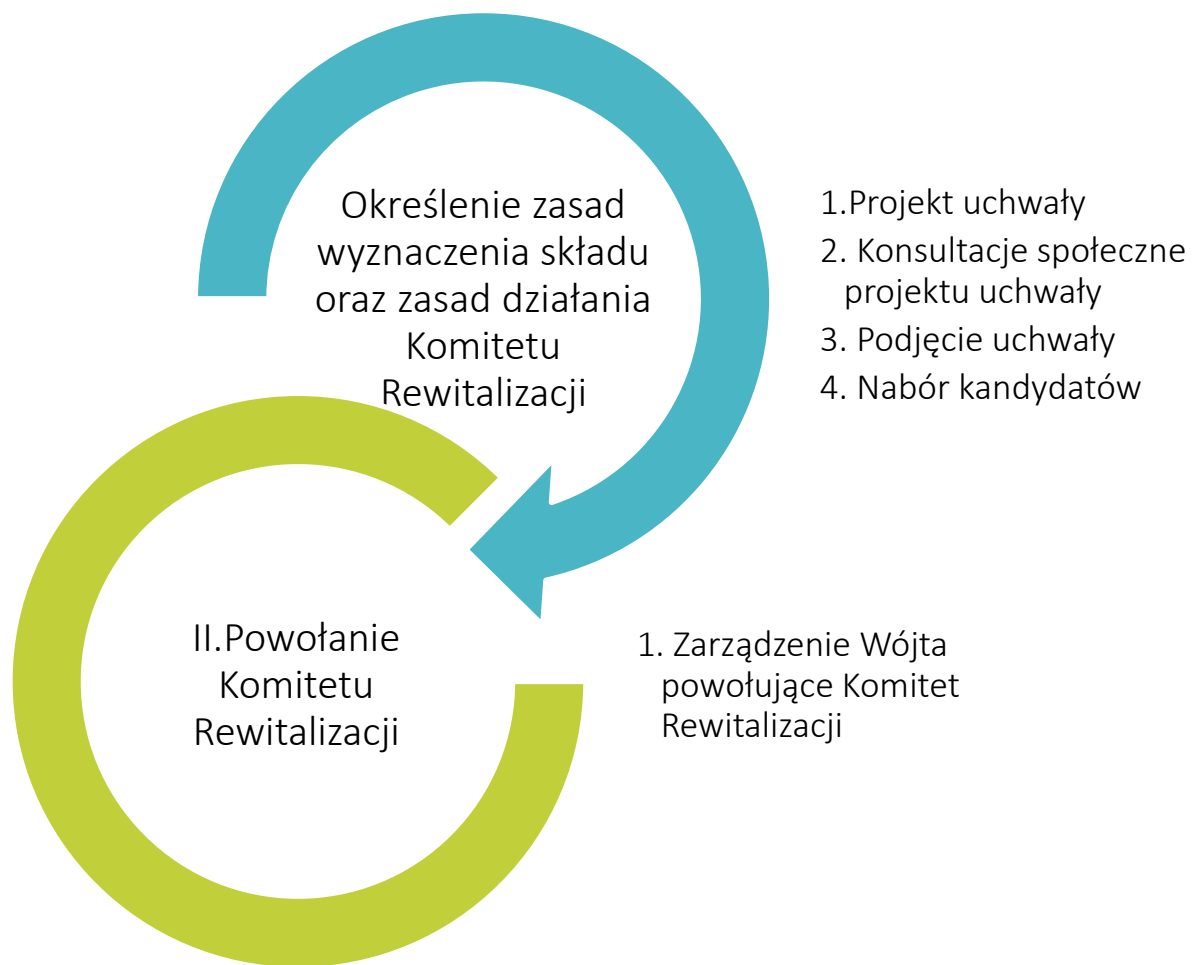 Określenie zasad
wyznaczenia składu
oraz zasad działania
Komitetu
Rewitalizacji
1.Projekt uchwały
2. Konsultacje społeczne
projektu uchwały
3. Podjęcie uchwały
4. Nabór kandydatów
II.Powołanie
Komitetu
Rewitalizacji
1. Zarządzenie Wójta
powołujące Komitet
Rewitalizacji